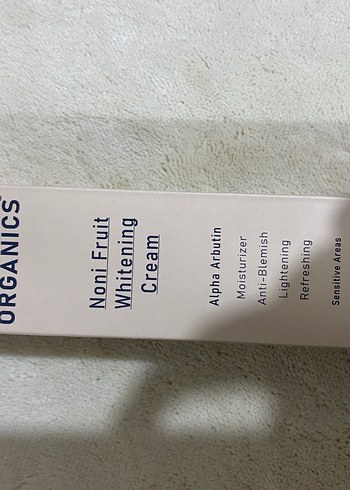 ORGANICS
Noni Fruit
Whitening
Cream
Alpha Arbutin
Moisturizer
Anti-Blemish
Lightening
Refreshing
Sensitive Areas